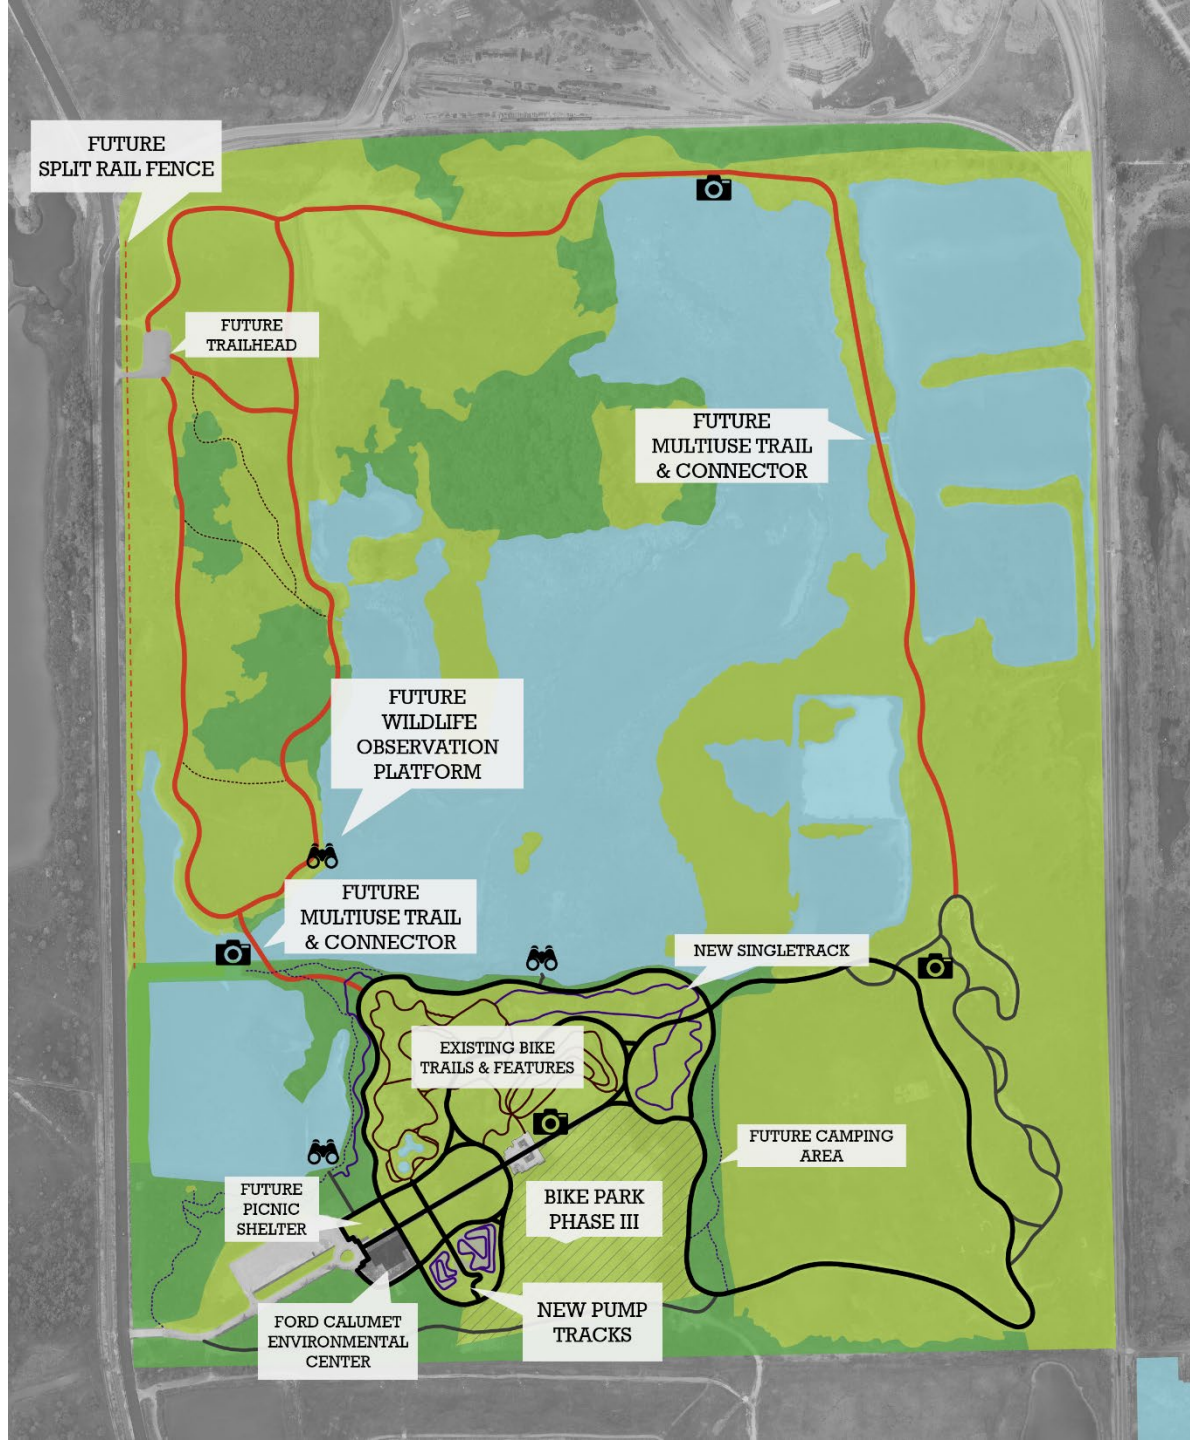 FUTURE
SPLIT RAIL FENCE
FUTURE
TRAILHEAD
FUTURE
MULTIUSE TRAIL
& CONNECTOR
FUTURE
WILDLIFE
OBSERVATION
PLATFORM
FUTURE
MULTIUSE TRAIL
& CONNECTOR
NEW SINGLETRACK
EXISTING BIKE
TRAILS & FEATURES
FUTURE CAMPING
AREA
FUTURE
PICNIC
SHELTER
BIKE PARK
PHASE III
FORD CALUMET
ENVIRONMENTAL
CENTER
NEW PUMP
TRACKS